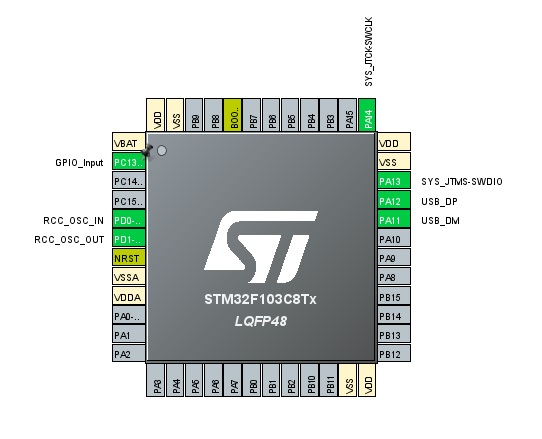 SYS_JTCK-SWCLK
VDD
VSS
PB9
PB8
BOO..
PB7
PB6
PB5
PB4
PB3
PA15
PA14
VBAT
GPIO_Input PC13..
PC14..
PC15..
RCC_OSC_IN PD0-..
RCC_OSC_OUT PD1-..
NRST
VSSA
VDDA
PA0-..
PA1
PA2
VDD
VSS
PA13 SYS_JTMS-SWDIO
PA12 USB_DP
PA11 USB_DM
PA10
PA9
PA8
PB15
PB14
PB13
PB12
ST
STM32F103C8Tx
LQFP48
PA3
PA4
PA5
PA6
PA7
PB0
PB1
PB2
PB10
PB11
VSS
VDD